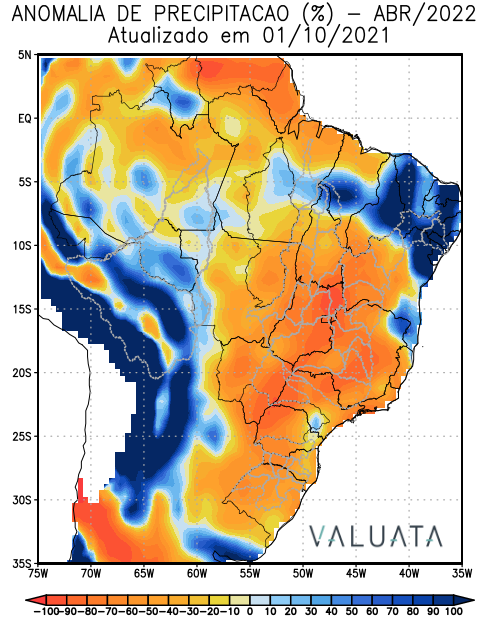 ANOMALIA DE PRECIPITACAO (%) – ABR/2022
Atualizado em 01/10/2021
5N
EQ
5S
10S
15S
20S
25S
30S
35S
VALUATA
75W 70W 65W 60W 55W 50W 45W 40W 35W
-100 -90 -80 -70 -60 -50 -40 -30 -20 -10 0 10 20 30 40 50 60 70 80 90 100